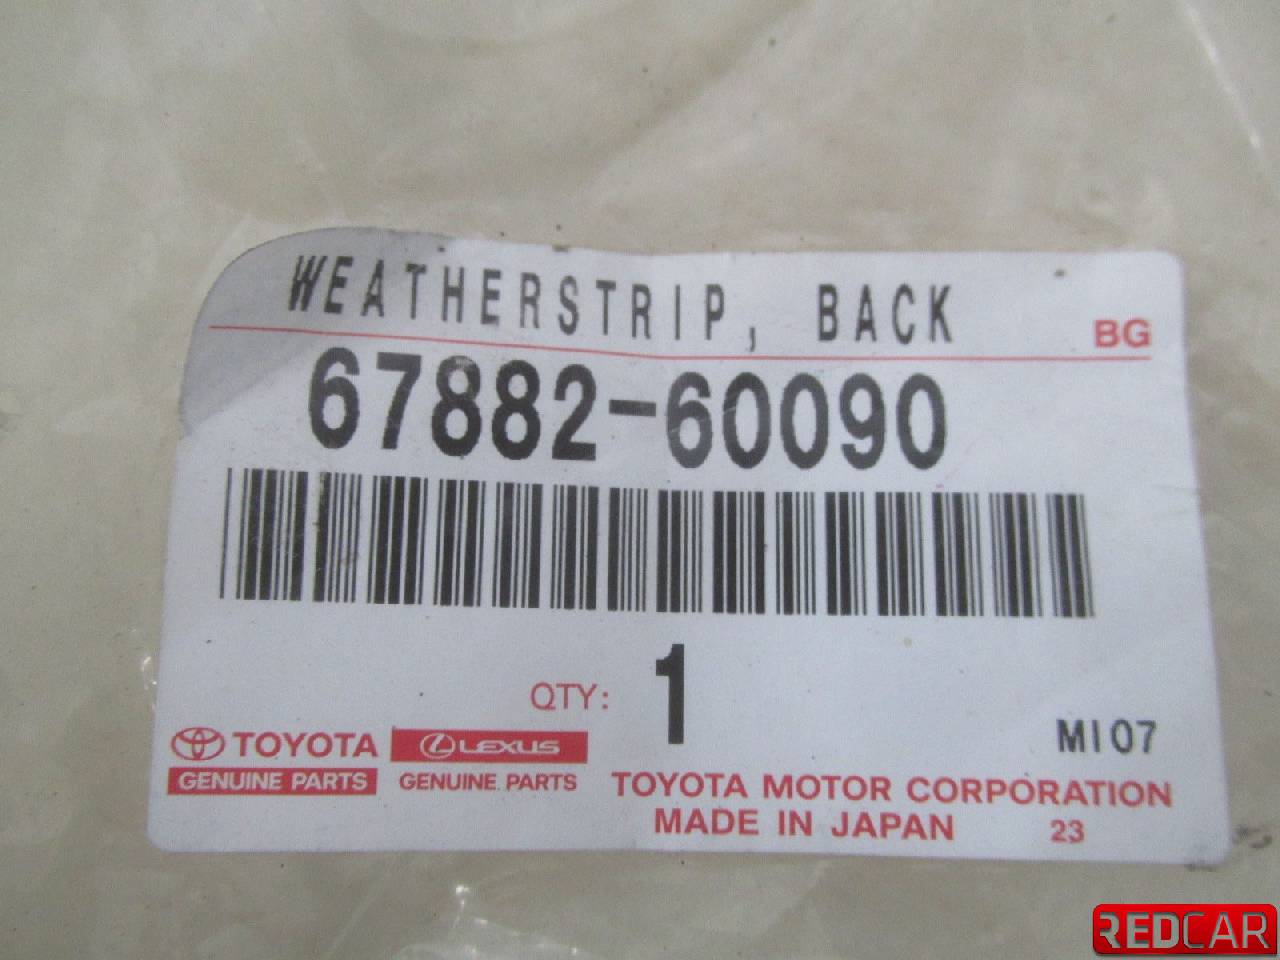 WEATHERSTRIP, BACK
BG
67882-60090
QTY: 1
MI07
TOYOTA
GENUINE PARTS
LEXUS
GENUINE PARTS
TOYOTA MOTOR CORPORATION
MADE IN JAPAN 23
REDCAR